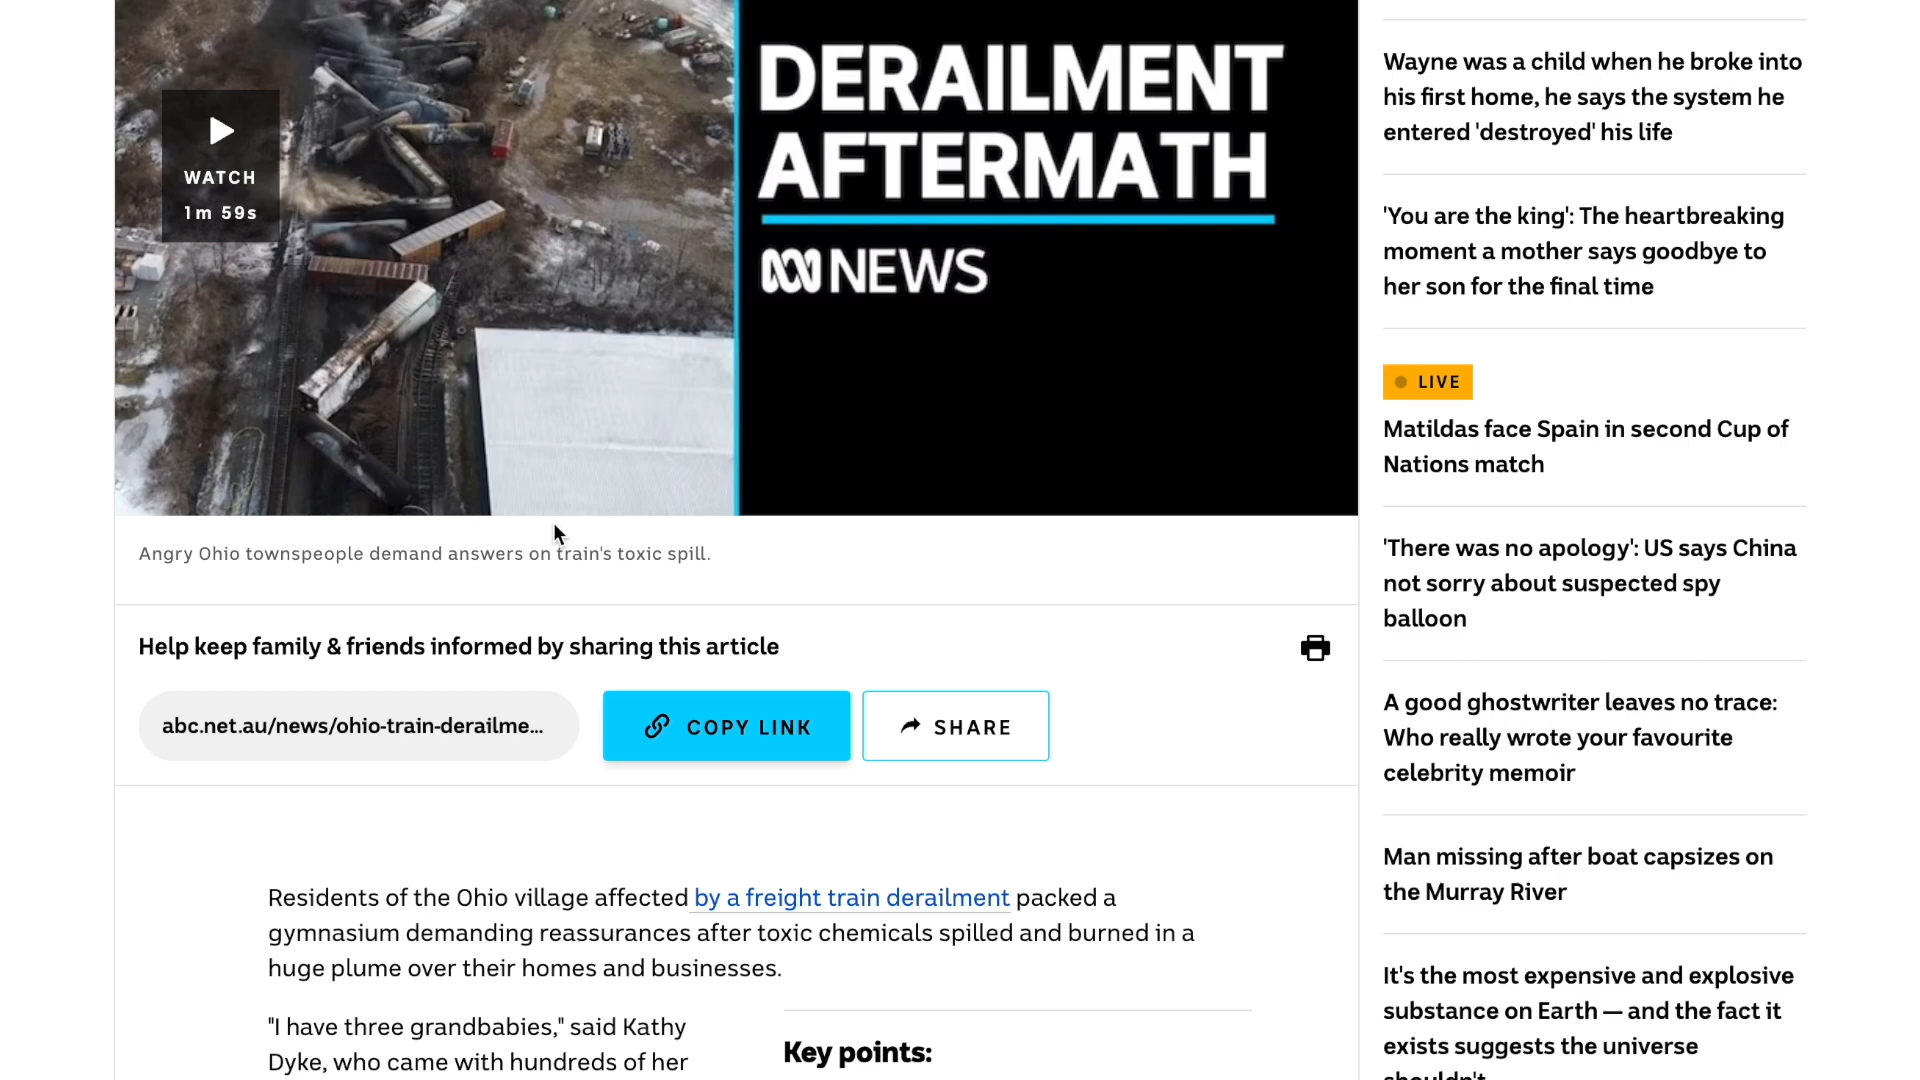 DERAILMENT
AFTERMATH
NEWS
WATCH
1m 59s
Angry Ohio townspeople demand answers on train's toxic spill.
Help keep family & friends informed by sharing this article
abc.net.au/news/ohio-train-derailme...
COPY LINK
SHARE
Residents of the Ohio village affected by a freight train derailment packed a
gymnasium demanding reassurances after toxic chemicals spilled and burned in a
huge plume over their homes and businesses.
"I have three grandbabies," said Kathy
Dyke, who came with hundreds of her
Key points:
Wayne was a child when he broke into
his first home, he says the system he
entered 'destroyed' his life
'You are the king': The heartbreaking
moment a mother says goodbye to
her son for the final time
LIVE
Matildas face Spain in second Cup of
Nations match
'There was no apology': US says China
not sorry about suspected spy
balloon
A good ghostwriter leaves no trace:
Who really wrote your favourite
celebrity memoir
Man missing after boat capsizes on
the Murray River
It's the most expensive and explosive
substance on Earth — and the fact it
exists suggests the universe
shouldn't